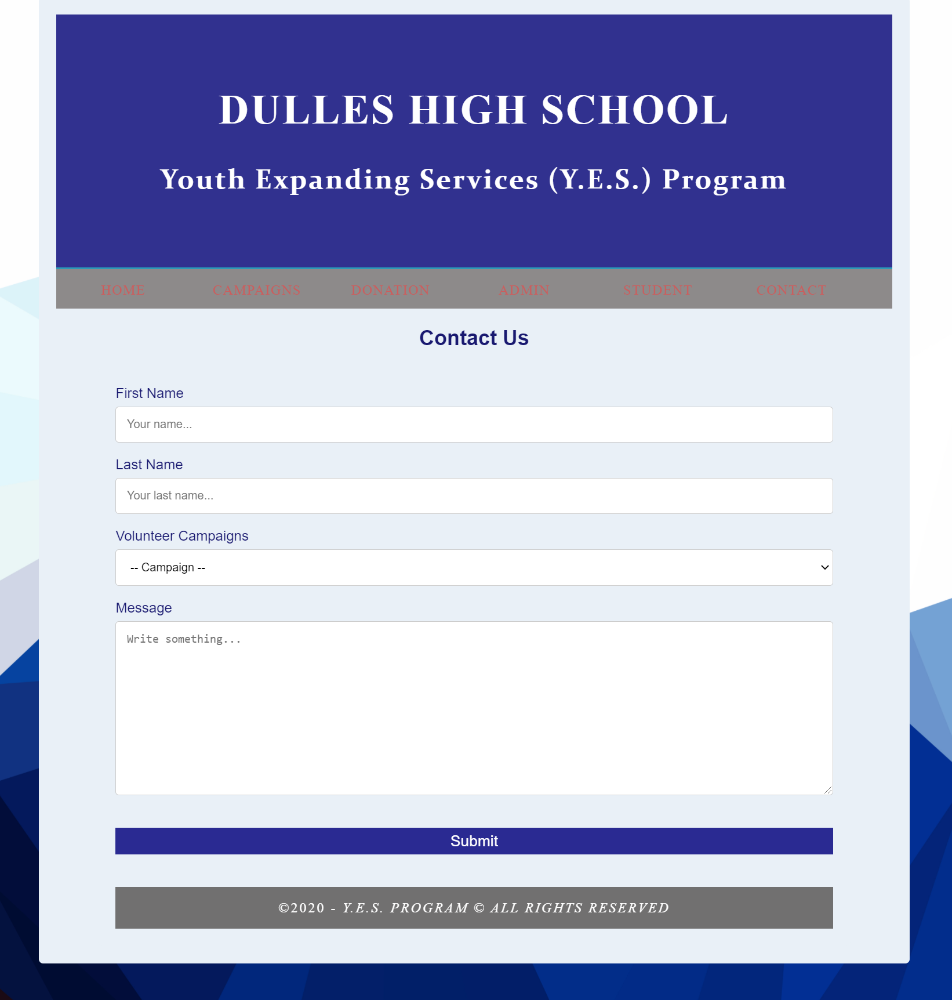 DULLES HIGH SCHOOL
Youth Expanding Services (Y.E.S.) Program
HOME CAMPAIGNS DONATION ADMIN STUDENT CONTACT
Contact Us
First Name
Your name...
Last Name
Your last name...
Volunteer Campaigns
-- Campaign --
Message
Write something...
Submit
©2020 - Y.E.S. PROGRAM © ALL RIGHTS RESERVED